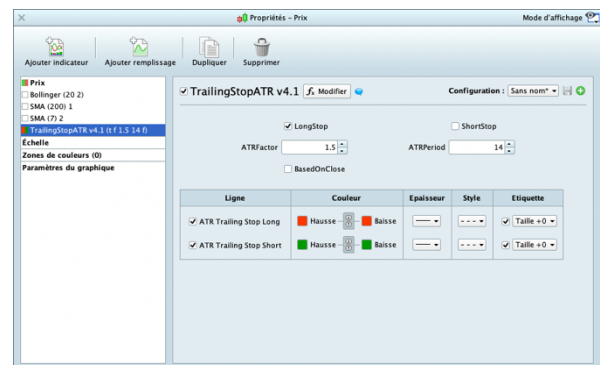 Propriétés – Prix
Mode d'affichage
Ajouter indicateur
Ajouter remplissage
Dupliquer
Supprimer
Prix
Bollinger (20 2)
SMA (200) 1
SMA (7) 2
TrailingStopATR v4.1 (t f 1.5 14 f)
Échelle
Zones de couleurs (0)
Paramètres du graphique
TrailingStopATR v4.1
Modifier
Configuration : Sans nom*
LongStop
ShortStop
ATRFactor 1.5
ATRPeriod 14
BasedOnClose
Ligne Couleur Epaisseur Style Etiquette
ATR Trailing Stop Long Hausse Baisse Taille +0
ATR Trailing Stop Short Hausse Baisse Taille +0